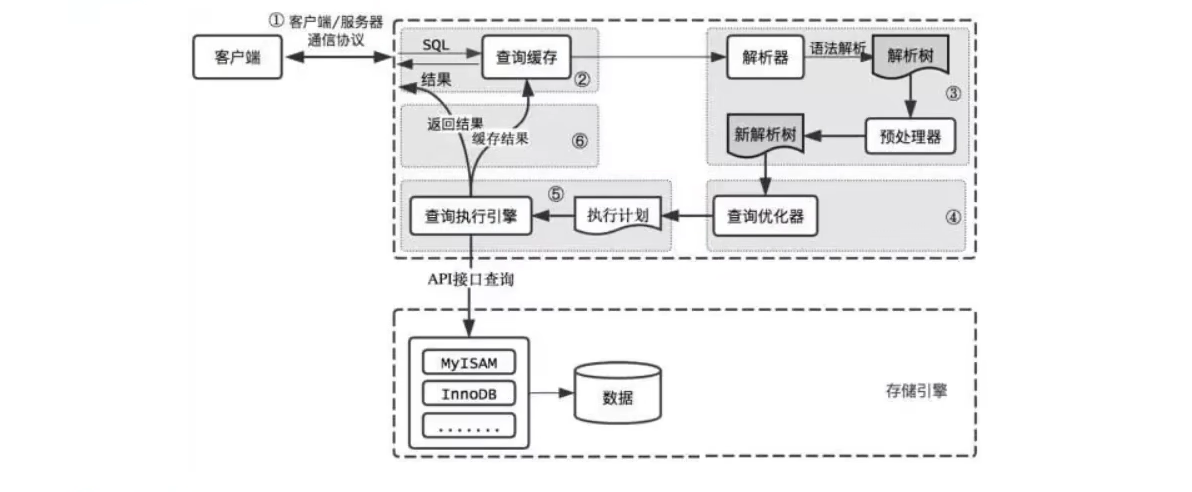 ① 客户端/服务器
通信协议
客户端
SQL
查询缓存
结果
②
解析器
语法解析
解析树
③
预处理器
新解析树
返回结果
缓存结果
⑥
查询执行引擎
⑤
执行计划
查询优化器
④
API接口查询
MyISAM
InnoDB
.......
数据
存储引擎